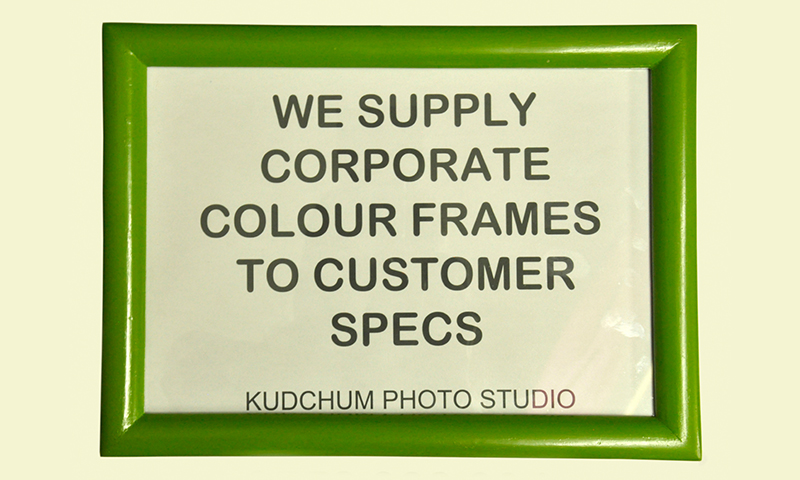 WE SUPPLY
CORPORATE
COLOUR FRAMES
TO CUSTOMER
SPECS
KUDCHUM PHOTO STUDIO